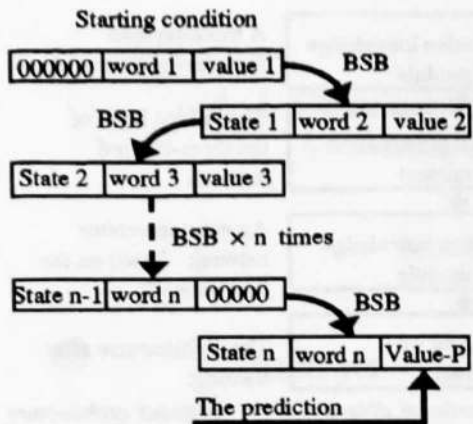 Starting condition
000000 word 1 value 1
BSB
BSB
State 1 word 2 value 2
State 2 word 3 value 3
BSB × n times
State n-1 word n 00000
BSB
State n word n Value-P
The prediction